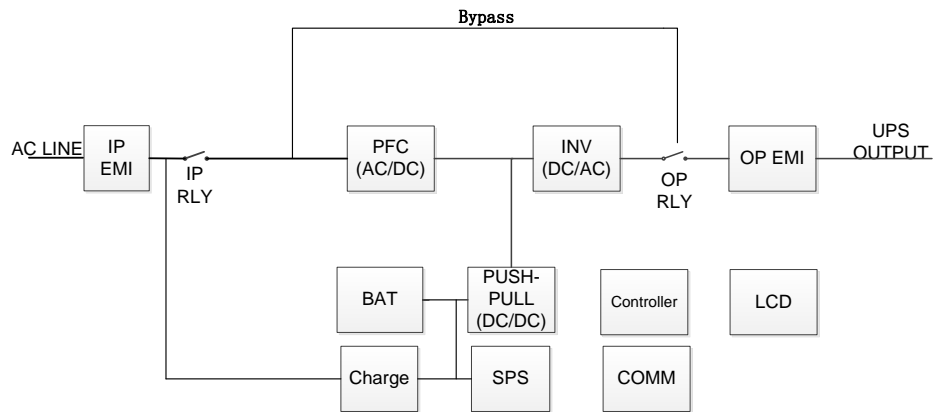 Bypass
AC LINE
IP
EMI
IP
RLY
PFC
(AC/DC)
INV
(DC/AC)
OP
RLY
OP EMI
UPS
OUTPUT
BAT
PUSH-
PULL
(DC/DC)
Controller
LCD
Charge
SPS
COMM